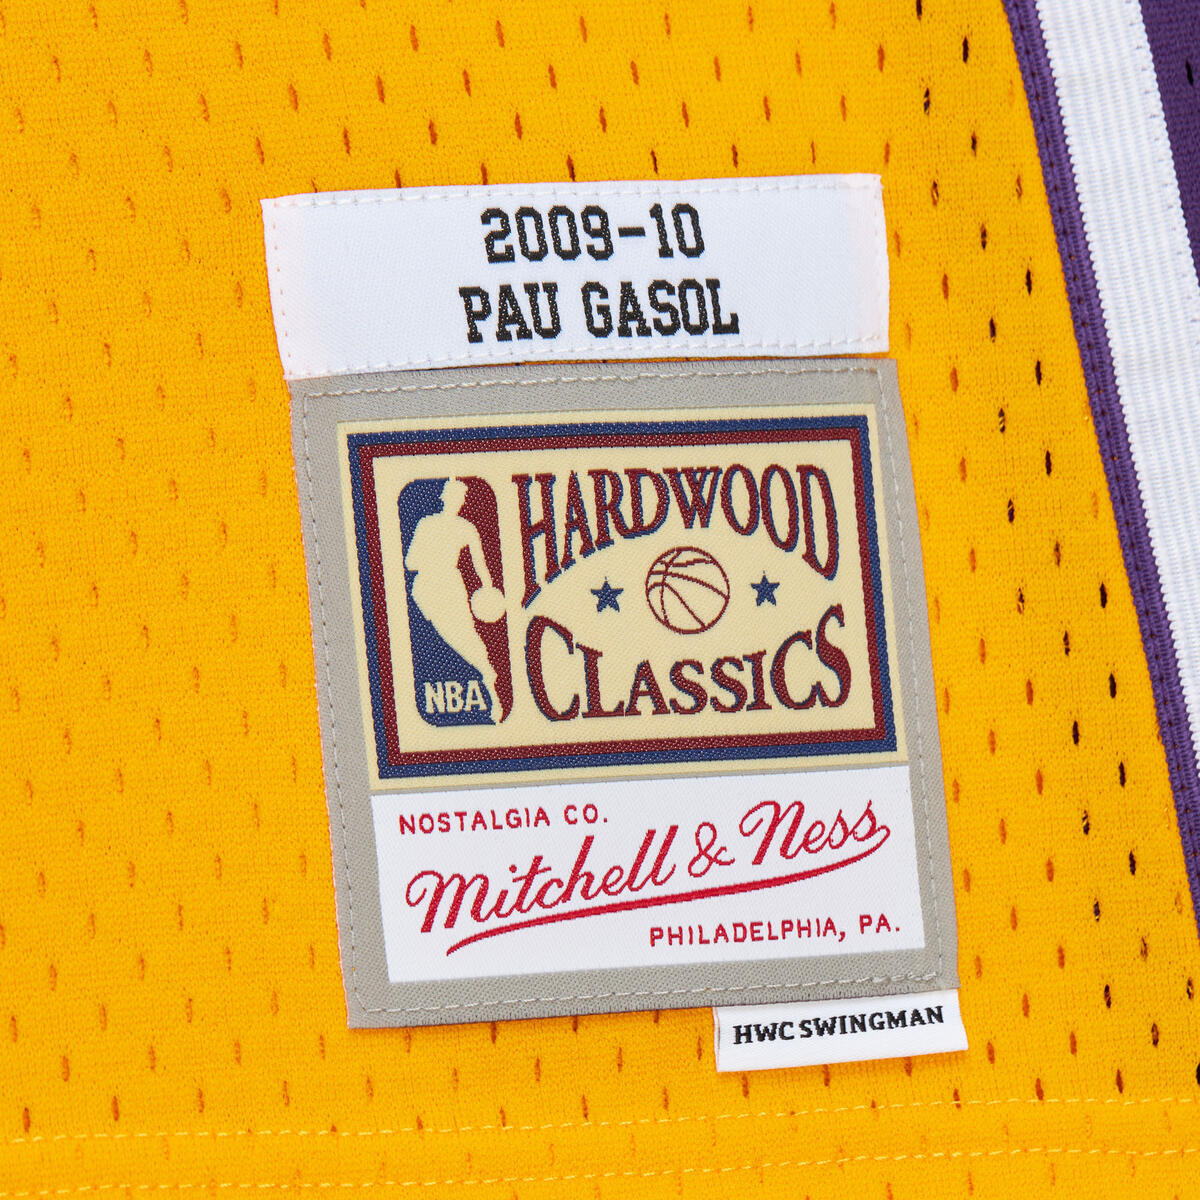 2009-10
PAU GASOL
HARDWOOD
CLASSICS
NBA
NOSTALGIA CO.
Mitchell & Ness
PHILADELPHIA, PA.
HWC SWINGMAN